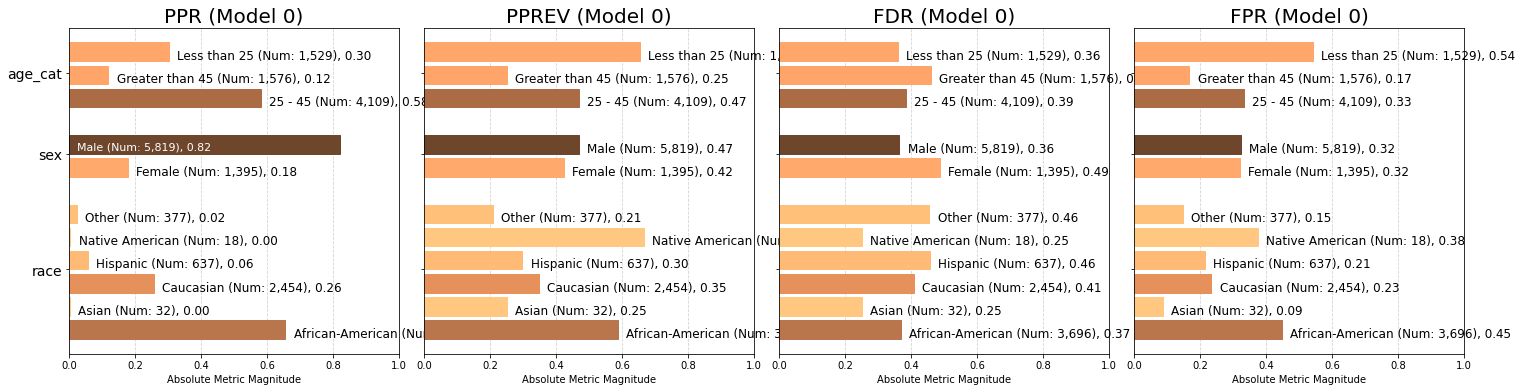 PPR (Model 0)
age_cat
Less than 25 (Num: 1,529), 0.30
Greater than 45 (Num: 1,576), 0.12
25 - 45 (Num: 4,109), 0.58
sex
Male (Num: 5,819), 0.82
Female (Num: 1,395), 0.18
race
Other (Num: 377), 0.02
Native American (Num: 18), 0.00
Hispanic (Num: 637), 0.06
Caucasian (Num: 2,454), 0.26
Asian (Num: 32), 0.00
African-American
0.0 0.2 0.4 0.6 0.8 1.0
Absolute Metric Magnitude
PPREV (Model 0)
Less than 25 (Num:
Greater than 45 (Num: 1,576), 0.25
25 - 45 (Num: 4,109), 0.47
Male (Num: 5,819), 0.47
Female (Num: 1,395), 0.42
Other (Num: 377), 0.21
Native American
Hispanic (Num: 637), 0.30
Caucasian (Num: 2,454), 0.35
Asian (Num: 32), 0.25
African-American (Num:
0.0 0.2 0.4 0.6 0.8 1.0
Absolute Metric Magnitude
FDR (Model 0)
Less than 25 (Num: 1,529), 0.36
Greater than 45 (Num: 1,576),
25 - 45 (Num: 4,109), 0.39
Male (Num: 5,819), 0.36
Female (Num: 1,395), 0.49
Other (Num: 377), 0.46
Native American (Num: 18), 0.25
Hispanic (Num: 637), 0.46
Caucasian (Num: 2,454), 0.41
Asian (Num: 32), 0.25
African-American (Num: 3,696), 0.37
0.0 0.2 0.4 0.6 0.8 1.0
Absolute Metric Magnitude
FPR (Model 0)
Less than 25 (Num: 1,529), 0.54
Greater than 45 (Num: 1,576), 0.17
25 - 45 (Num: 4,109), 0.33
Male (Num: 5,819), 0.32
Female (Num: 1,395), 0.32
Other (Num: 377), 0.15
Native American (Num: 18), 0.38
Hispanic (Num: 637), 0.21
Caucasian (Num: 2,454), 0.23
Asian (Num: 32), 0.09
African-American (Num: 3,696), 0.45
0.0 0.2 0.4 0.6 0.8 1.0
Absolute Metric Magnitude